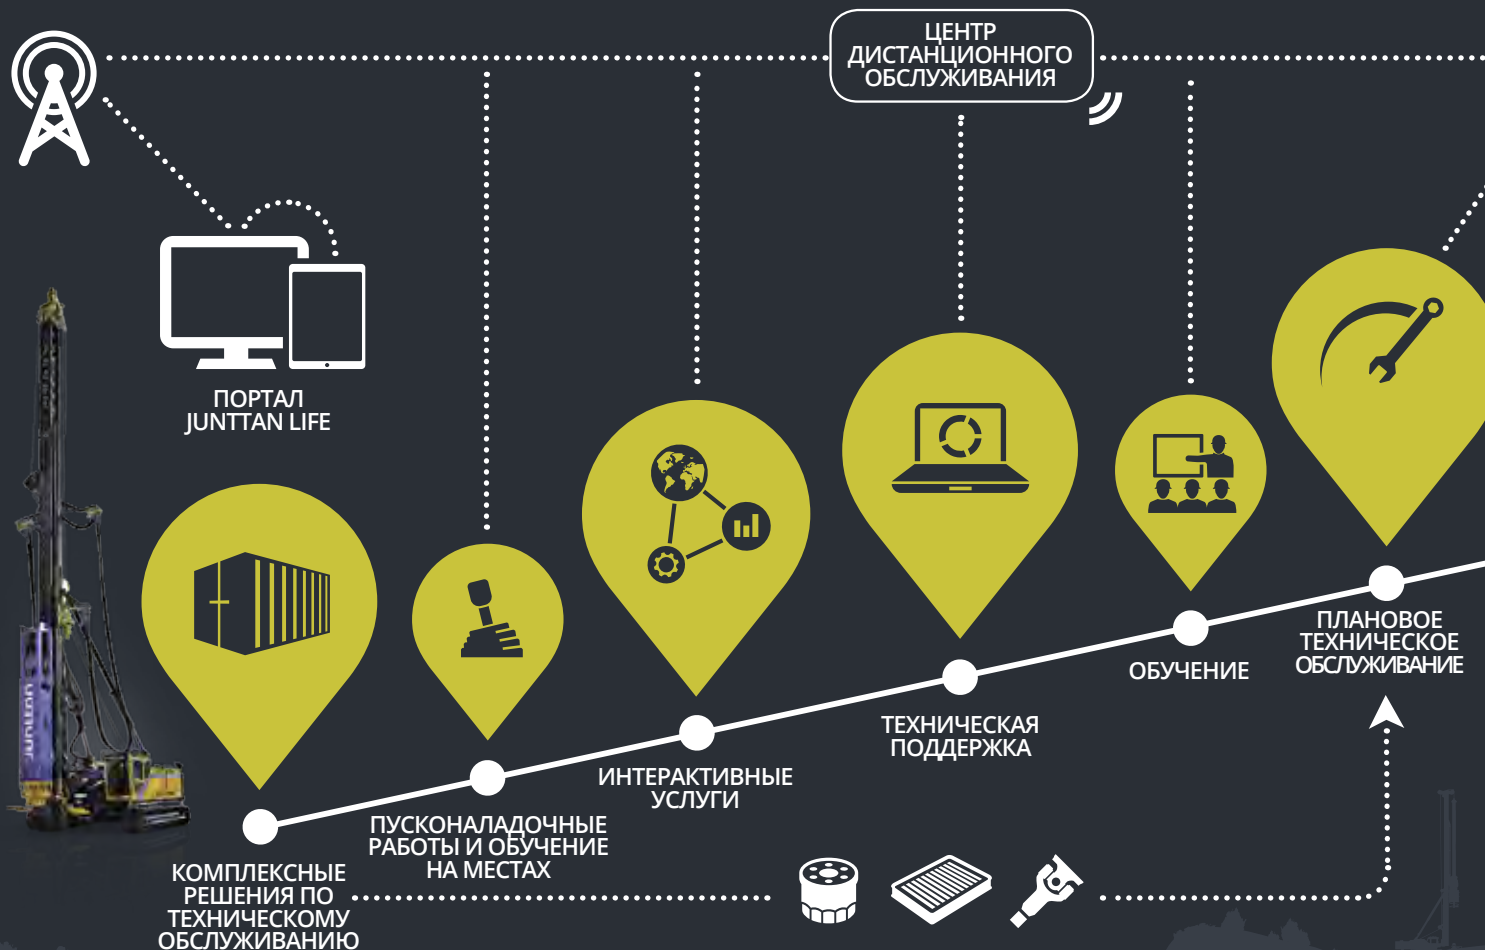 ЦЕНТР
ДИСТАНЦИОННОГО
ОБСЛУЖИВАНИЯ
ПОРТАЛ
JUNTTAN LIFE
junttan
КОМПЛЕКСНЫЕ
РЕШЕНИЯ ПО
ТЕХНИЧЕСКОМУ
ОБСЛУЖИВАНИЮ
ПУСКОНАЛАДОЧНЫЕ
РАБОТЫ И ОБУЧЕНИЕ
НА МЕСТАХ
ИНТЕРАКТИВНЫЕ
УСЛУГИ
ТЕХНИЧЕСКАЯ
ПОДДЕРЖКА
ОБУЧЕНИЕ
ПЛАНОВОЕ
ТЕХНИЧЕСКОЕ
ОБСЛУЖИВАНИЕ